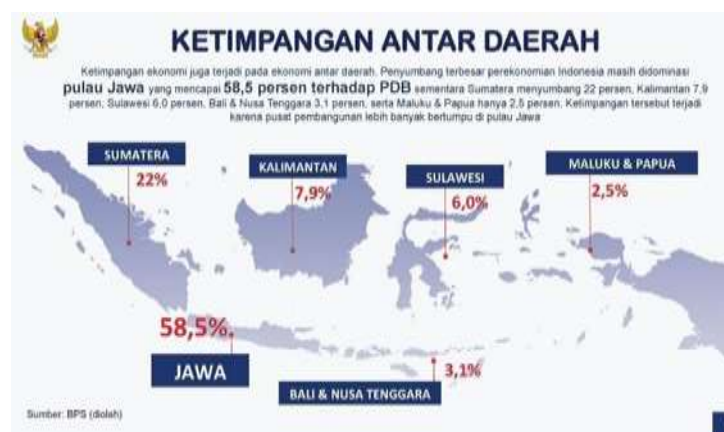 KETIMPANGAN ANTAR DAERAH
Ketimpangan ekonomi juga terjadi pada ekonomi antar daerah. Penyumbang terbesar perekonomian Indonesia masih didominasi
pulau Jawa yang mencapai 58,5 persen terhadap PDB sementara Sumatera menyumbang 22 persen, Kalimantan 7,9
persen, Sulawesi 6,0 persen, Bali & Nusa Tenggara 3,1 persen, serta Maluku & Papua hanya 2,5 persen. Ketimpangan tersebut terjadi
karena pusat pembangunan lebih banyak bertumpu di pulau Jawa
SUMATERA
22%
KALIMANTAN
7,9%
SULAWESI
6,0%
MALUKU & PAPUA
2,5%
58,5%
JAWA
3,1%
BALI & NUSA TENGGARA
Sumber: BPS (diolah)